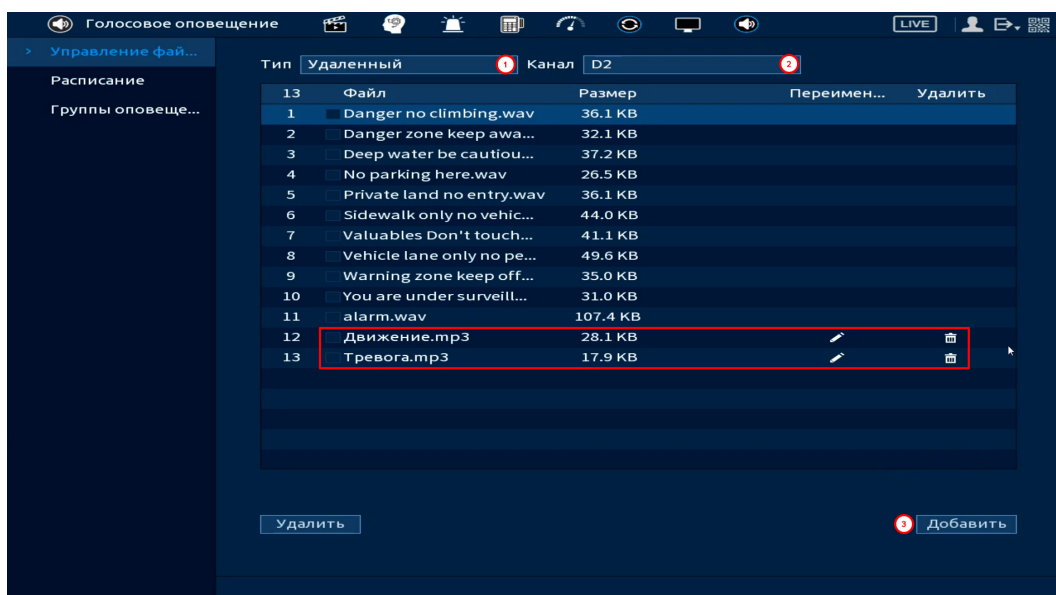 Голосовое оповещение LIVE
> Управление фай...
Расписание
Группы оповеще...
Тип Удаленный 1 Канал D2 2
13 Файл Размер Переимен... Удалить
1 Danger no climbing.wav 36.1 KB
2 Danger zone keep awa... 32.1 KB
3 Deep water be cautiou... 37.2 KB
4 No parking here.wav 26.5 KB
5 Private land no entry.wav 36.1 KB
6 Sidewalk only no vehic... 44.0 KB
7 Valuables Don't touch... 41.1 KB
8 Vehicle lane only no pe... 49.6 KB
9 Warning zone keep off... 35.0 KB
10 You are under surveill... 31.0 KB
11 alarm.wav 107.4 KB
12 Движение.mp3 28.1 KB
13 Тревога.mp3 17.9 KB
Удалить 3 Добавить